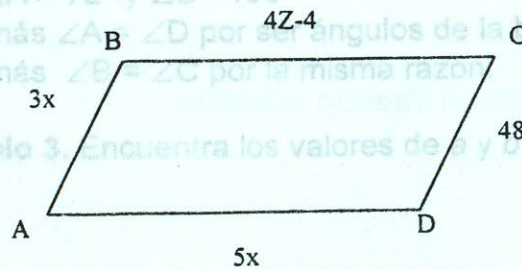 más ∠A = ∠D por ser ángulos de la
más ∠B = ∠C por la misma razón.
4Z-4
B
C
3x
48
3. Encuentra los valores de a y b
A
D
5x